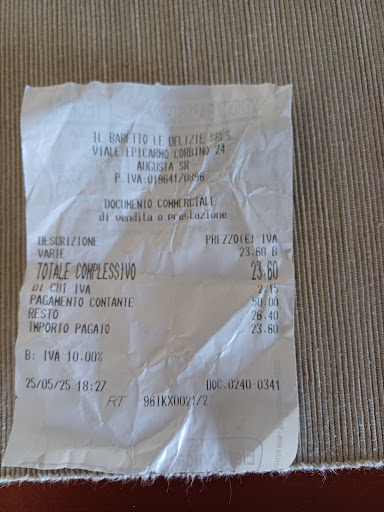 IL BARETTO LE DELIZIE SRLS
VIALE EPICARMO CORBINO 24
AUGUSTA SR
P.IVA:01964170896
DOCUMENTO COMMERCIALE
di vendita o prestazione
DESCRIZIONE PREZZO(€) IVA
VARIE 23.60 B
TOTALE COMPLESSIVO 23.60
DI CUI IVA 2.15
PAGAMENTO CONTANTE 50.00
RESTO 26.40
IMPORTO PAGATO 23.60
B: IVA 10.00%
25/05/25 18:27 DOC.0240-0341
RT 96IKX0021/2